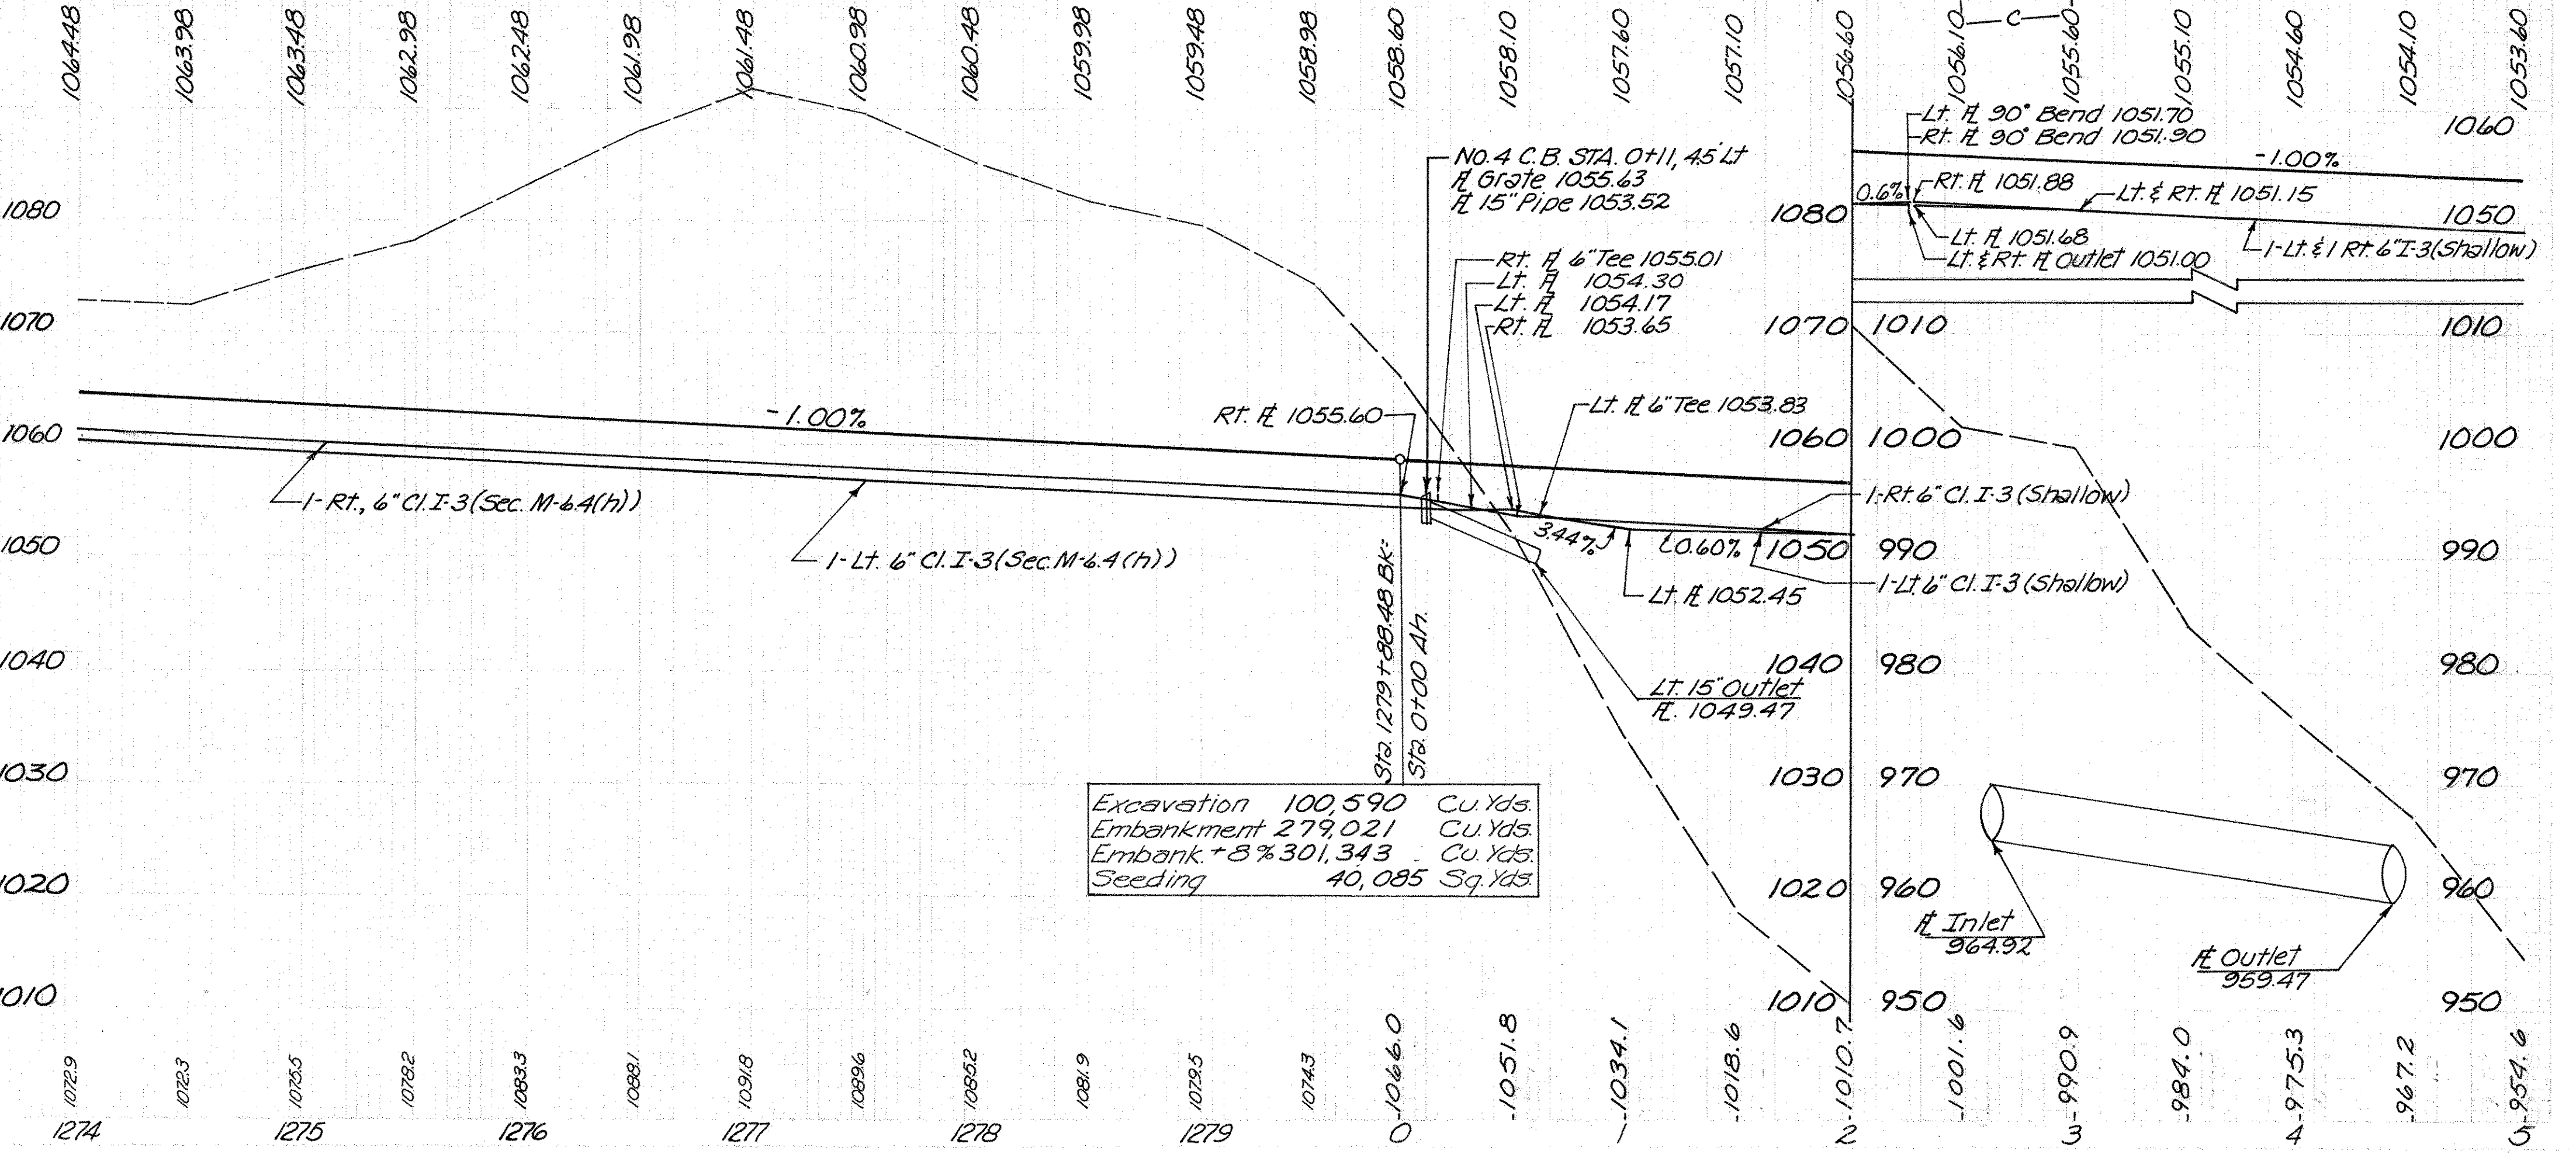 1064.48 1063.98 1063.48 1062.98 1062.48 1061.98 1061.48 1060.98 1060.48 1059.98 1059.48 1058.98 1058.60 1058.10 1057.60 1057.10 1056.60 1056.10 C 1055.60 1055.10 1054.60 1054.10 1053.60
Lt. ℄ 90° Bend 1051.70
Rt. ℄ 90° Bend 1051.90
1060
No. 4 C.B. STA. 0+11, 45' Lt
℄ Grate 1055.63
℄ 15" Pipe 1053.52
-1.00%
0.6%
Rt. ℄ 1051.88
Lt. & Rt. ℄ 1051.15
1080
1080
1050
Lt. ℄ 1051.68
Lt. & Rt. ℄ Outlet 1051.00
1-Lt. & 1 Rt. 6" I-3 (Shallow)
Rt. ℄ 6" Tee 1055.01
Lt. ℄ 1054.30
Lt. ℄ 1054.17
Rt. ℄ 1053.65
1070
1070 1010
1010
-1.00%
Rt. ℄ 1055.60
Lt. ℄ 6" Tee 1053.83
1060
1060 1000
1000
1-Rt., 6" Cl. I-3 (Sec. M-6.4(h))
1-Rt. 6" Cl. I-3 (Shallow)
1050
1-Lt. 6" Cl. I-3 (Sec. M-6.4(h))
3.44%
0.60%
1050 990
990
1-Lt. 6" Cl. I-3 (Shallow)
Lt. ℄ 1052.45
Sta. 1279+88.48 Bk=
Sta. 0+00 Ah.
1040
1040 980
980
Lt. 15" Outlet
℄. 1049.47
1030
1030 970
970
Excavation 100,590 Cu. Yds.
Embankment 279,021 Cu. Yds.
Embank. +8% 301,343 Cu. Yds.
Seeding 40,085 Sq. Yds.
1020
1020 960
960
℄ Inlet
964.92
℄ Outlet
959.47
1010
1010 950
950
1072.9 1072.3 1075.5 1078.2 1083.3 1088.1 1091.8 1089.6 1085.2 1081.9 1079.5 1074.3 -1066.0 -1051.8 -1034.1 -1018.6 -1010.7 -1001.6 -990.9 -984.0 -975.3 -967.2 -954.6
1274 1275 1276 1277 1278 1279 0 1 2 3 4 5